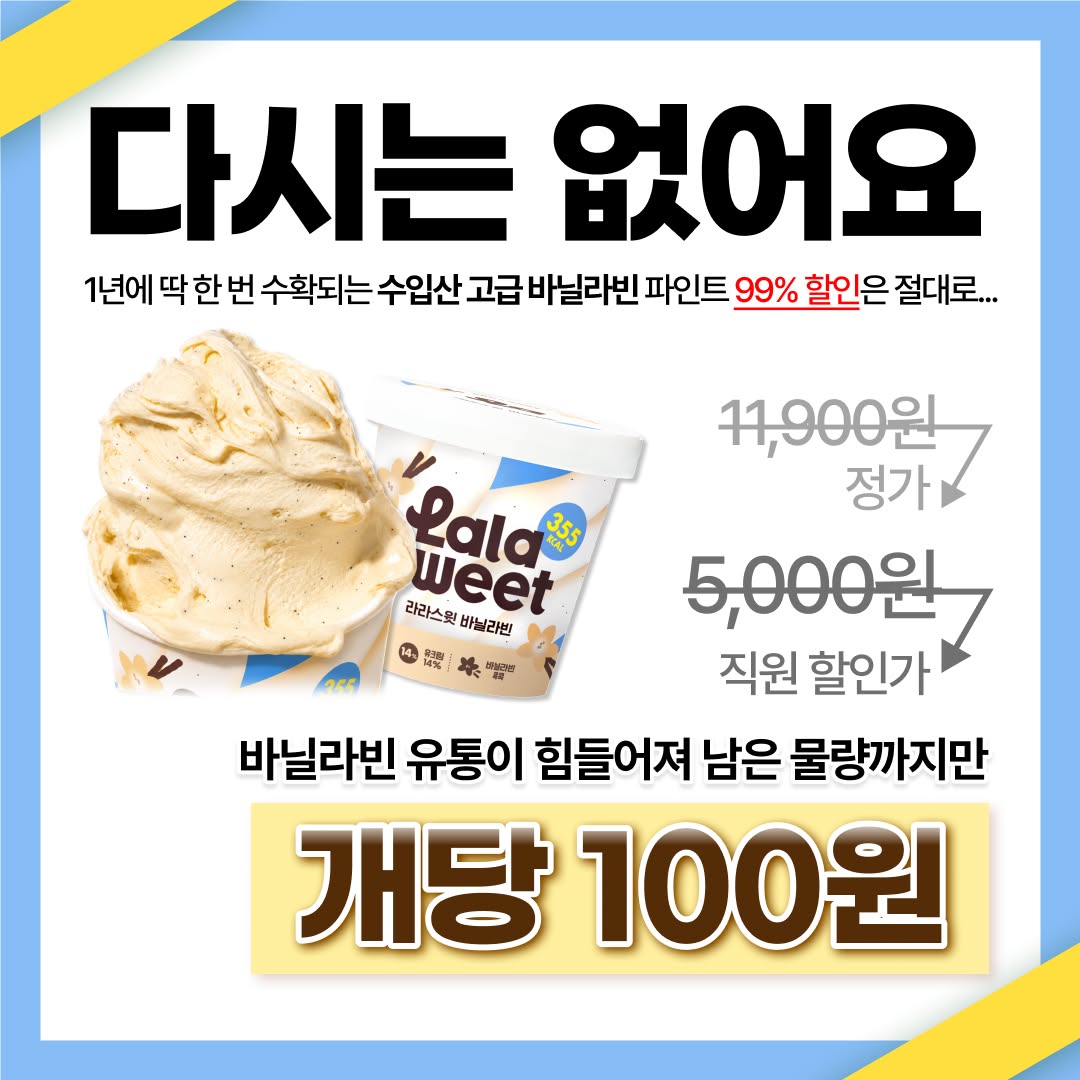 다시는 없어요
1년에 딱 한 번 수확되는 수입산 고급 바닐라빈 파인트 99% 할인은 절대로...
11,900원
정가
Lala
Sweet
355
KCAL
라라스윗 바닐라빈
14%
유크림
14%
바닐라빈
콕콕
355
5,000원
직원 할인가
바닐라빈 유통이 힘들어져 남은 물량까지만
개당 100원